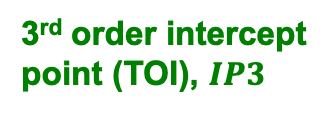 3rd order intercept
point (TOI), IP3